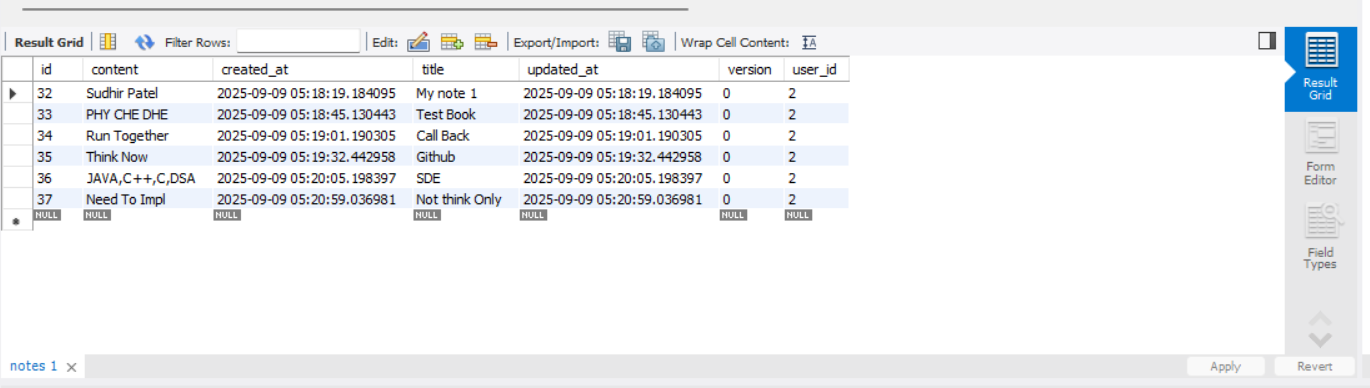 Result Grid Filter Rows: Edit: Export/Import: Wrap Cell Content: IA
id content created_at title updated_at version user_id
32 Sudhir Patel 2025-09-09 05:18:19.184095 My note 1 2025-09-09 05:18:19.184095 0 2
33 PHY CHE DHE 2025-09-09 05:18:45.130443 Test Book 2025-09-09 05:18:45.130443 0 2
34 Run Together 2025-09-09 05:19:01.190305 Call Back 2025-09-09 05:19:01.190305 0 2
35 Think Now 2025-09-09 05:19:32.442958 Github 2025-09-09 05:19:32.442958 0 2
36 JAVA,C++,C,DSA 2025-09-09 05:20:05.198397 SDE 2025-09-09 05:20:05.198397 0 2
37 Need To Impl 2025-09-09 05:20:59.036981 Not think Only 2025-09-09 05:20:59.036981 0 2
NULL NULL NULL NULL NULL NULL NULL
Result
Grid
Form
Editor
Field
Types
notes 1 Apply Revert